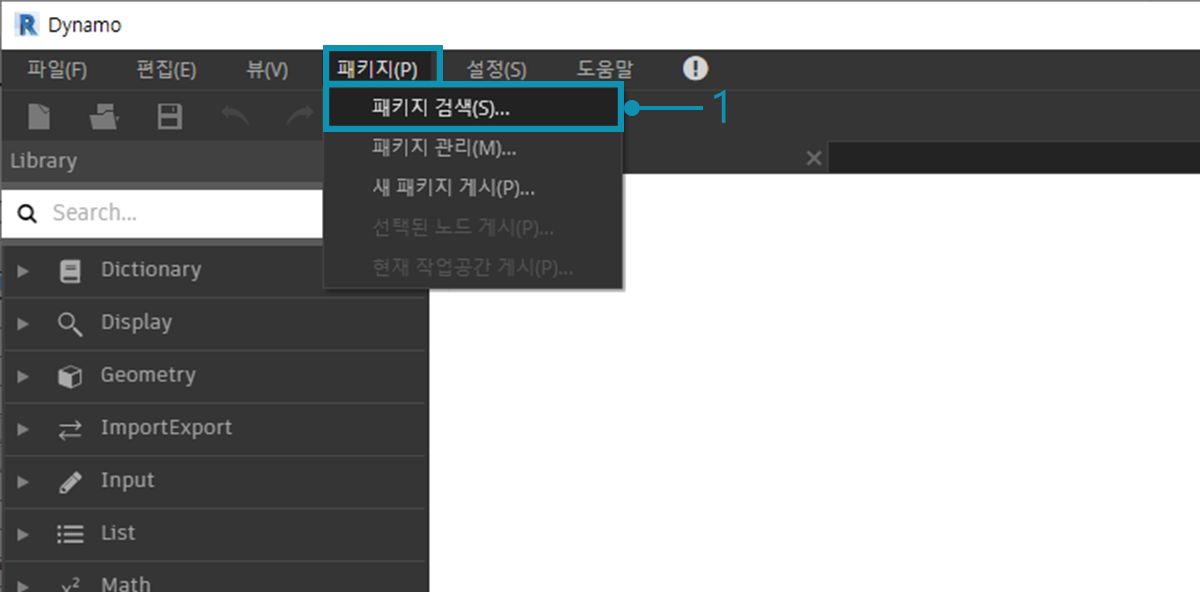 Dynamo
파일(F) 편집(E) 뷰(V) 패키지(P) 설정(S) 도움말
패키지 검색(S)... 1
패키지 관리(M)...
새 패키지 게시(P)...
선택된 노드 게시(P)...
현재 작업공간 게시(P)...
Library
Search...
Dictionary
Display
Geometry
ImportExport
Input
List
Math